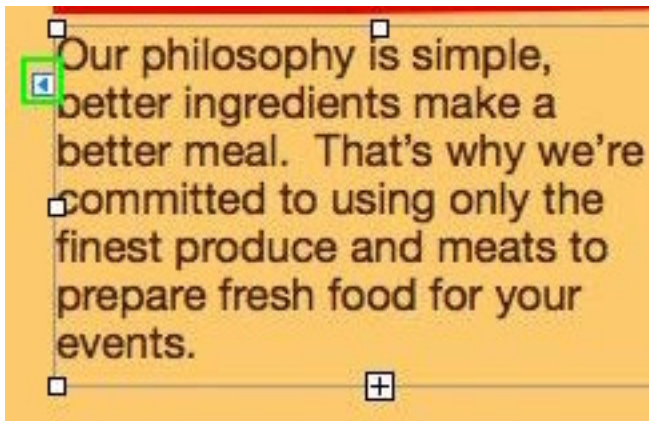 Our philosophy is simple,
better ingredients make a
better meal.  That's why we're
committed to using only the
finest produce and meats to
prepare fresh food for your
events.